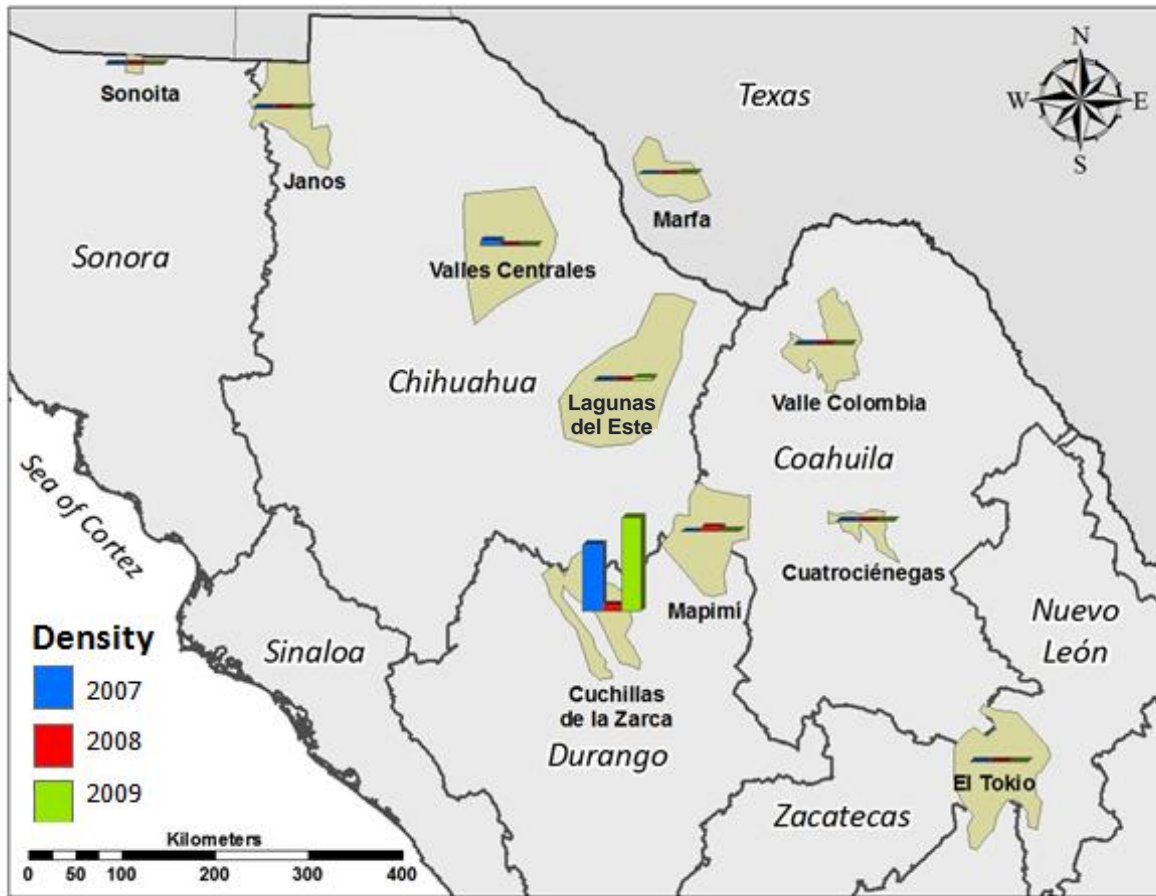 N
W
E
S
Sonoita
Texas
Janos
Marfa
Sonora
Valles Centrales
Chihuahua
Lagunas
del Este
Valle Colombia
Coahuila
Sea of Cortez
Cuatrociénegas
Mapimí
Nuevo
León
Density
2007
2008
2009
Sinaloa
Cuchillas
de la Zarca
Durango
El Tokio
Zacatecas
Kilometers
0 50 100 200 300 400